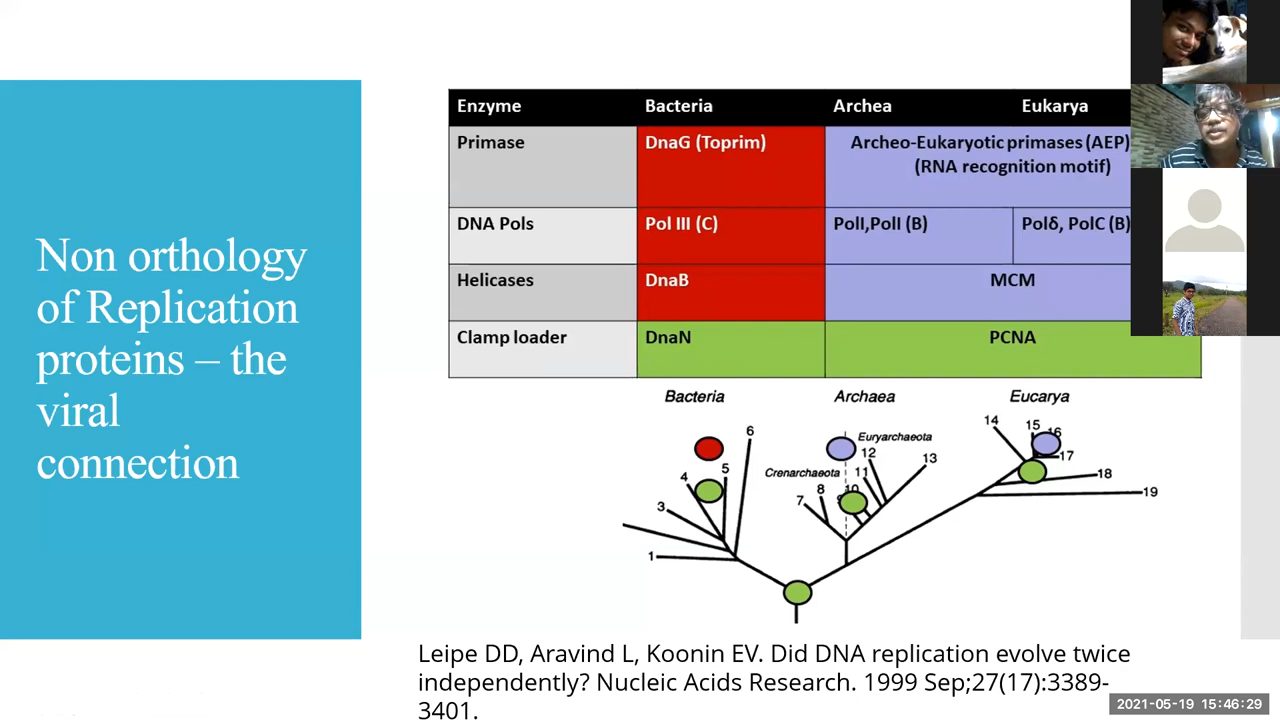 Non orthology
of Replication
proteins – the
viral
connection
Enzyme Bacteria Archea Eukarya
Primase DnaG (Toprim) Archeo-Eukaryotic primases (AEP)
(RNA recognition motif)
DNA Pols Pol III (C) PolI,PolI (B) Polδ, PolC (B)
Helicases DnaB MCM
Clamp loader DnaN PCNA
Bacteria Archaea Eucarya
14 15 16
6 Euryarchaeota
12 13 17
Crenarchaeota
4 5 8 11 18
7 10 19
3
1
Leipe DD, Aravind L, Koonin EV. Did DNA replication evolve twice
independently? Nucleic Acids Research. 1999 Sep;27(17):3389-
3401.
2021-05-19 15:46:29